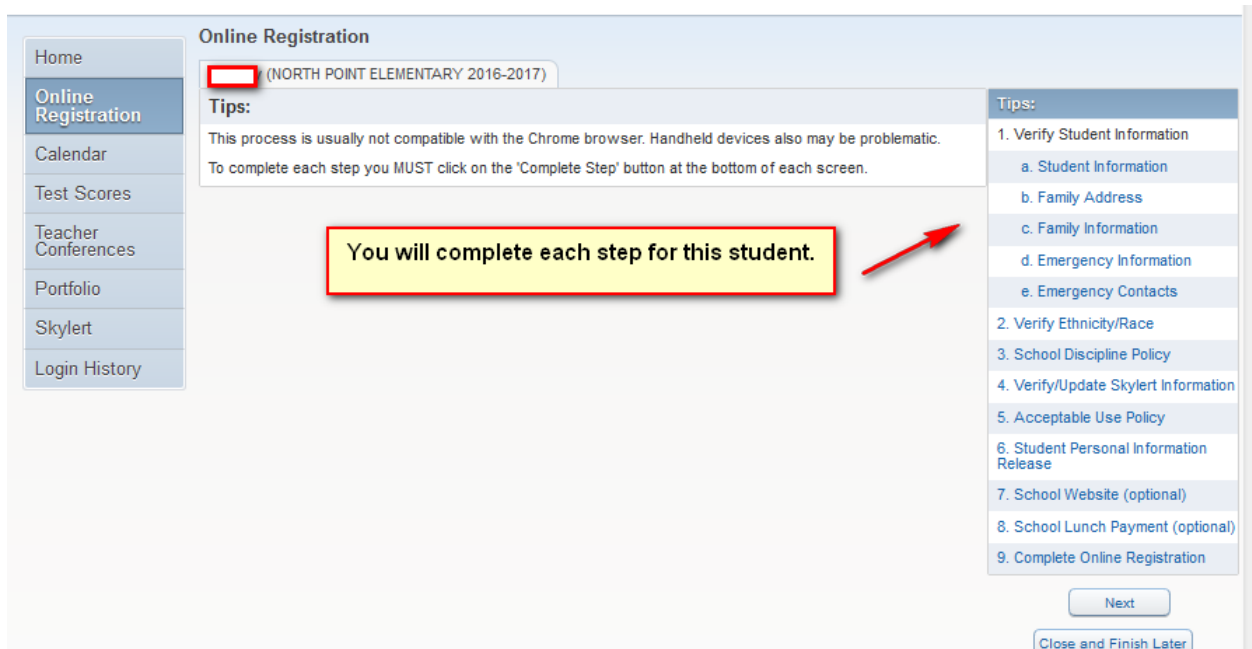 Home
Online
Registration
Calendar
Test Scores
Teacher
Conferences
Portfolio
Skylert
Login History
Online Registration
(NORTH POINT ELEMENTARY 2016-2017)
Tips:
This process is usually not compatible with the Chrome browser. Handheld devices also may be problematic.
To complete each step you MUST click on the 'Complete Step' button at the bottom of each screen.
You will complete each step for this student.
Tips:
1. Verify Student Information
a. Student Information
b. Family Address
c. Family Information
d. Emergency Information
e. Emergency Contacts
2. Verify Ethnicity/Race
3. School Discipline Policy
4. Verify/Update Skylert Information
5. Acceptable Use Policy
6. Student Personal Information
Release
7. School Website (optional)
8. School Lunch Payment (optional)
9. Complete Online Registration
Next
Close and Finish Later